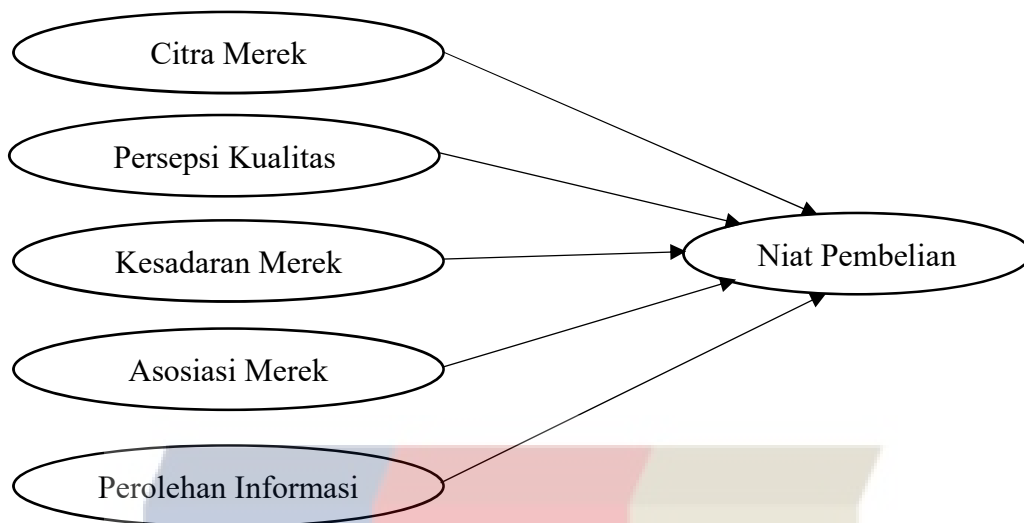 Citra Merek
Persepsi Kualitas
Kesadaran Merek
Niat Pembelian
Asosiasi Merek
Perolehan Informasi